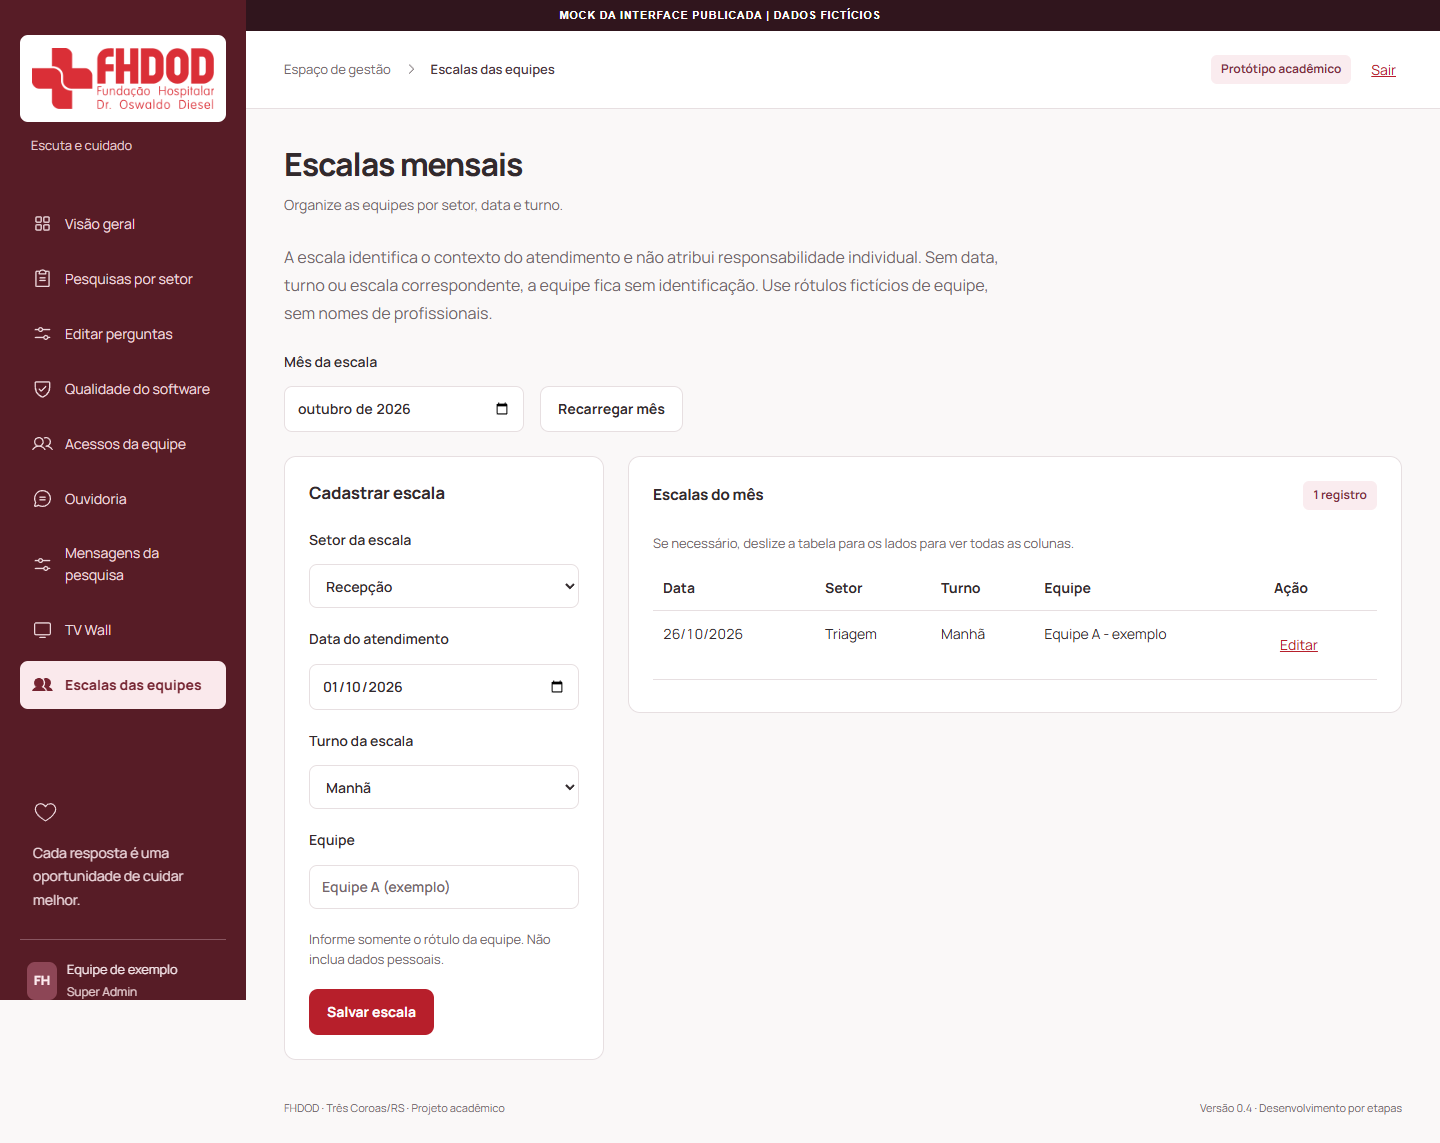 MOCK DA INTERFACE PUBLICADA | DADOS FICTÍCIOS
FHDOD
Fundação Hospitalar
Dr. Oswaldo Diesel
Escuta e cuidado
Visão geral
Pesquisas por setor
Editar perguntas
Qualidade do software
Acessos da equipe
Ouvidoria
Mensagens da
pesquisa
TV Wall
Escalas das equipes
Cada resposta é uma
oportunidade de cuidar
melhor.
FH
Equipe de exemplo
Super Admin
Espaço de gestão
Escalas das equipes
Protótipo acadêmico
Sair
Escalas mensais
Organize as equipes por setor, data e turno.
A escala identifica o contexto do atendimento e não atribui responsabilidade individual. Sem data,
turno ou escala correspondente, a equipe fica sem identificação. Use rótulos fictícios de equipe,
sem nomes de profissionais.
Mês da escala
outubro de 2026
Recarregar mês
Cadastrar escala
Setor da escala
Recepção
Data do atendimento
01/10/2026
Turno da escala
Manhã
Equipe
Equipe A (exemplo)
Informe somente o rótulo da equipe. Não
inclua dados pessoais.
Salvar escala
Escalas do mês
1 registro
Se necessário, deslize a tabela para os lados para ver todas as colunas.
Data Setor Turno Equipe Ação
26/10/2026 Triagem Manhã Equipe A - exemplo Editar
FHDOD · Três Coroas/RS · Projeto acadêmico
Versão 0.4 · Desenvolvimento por etapas